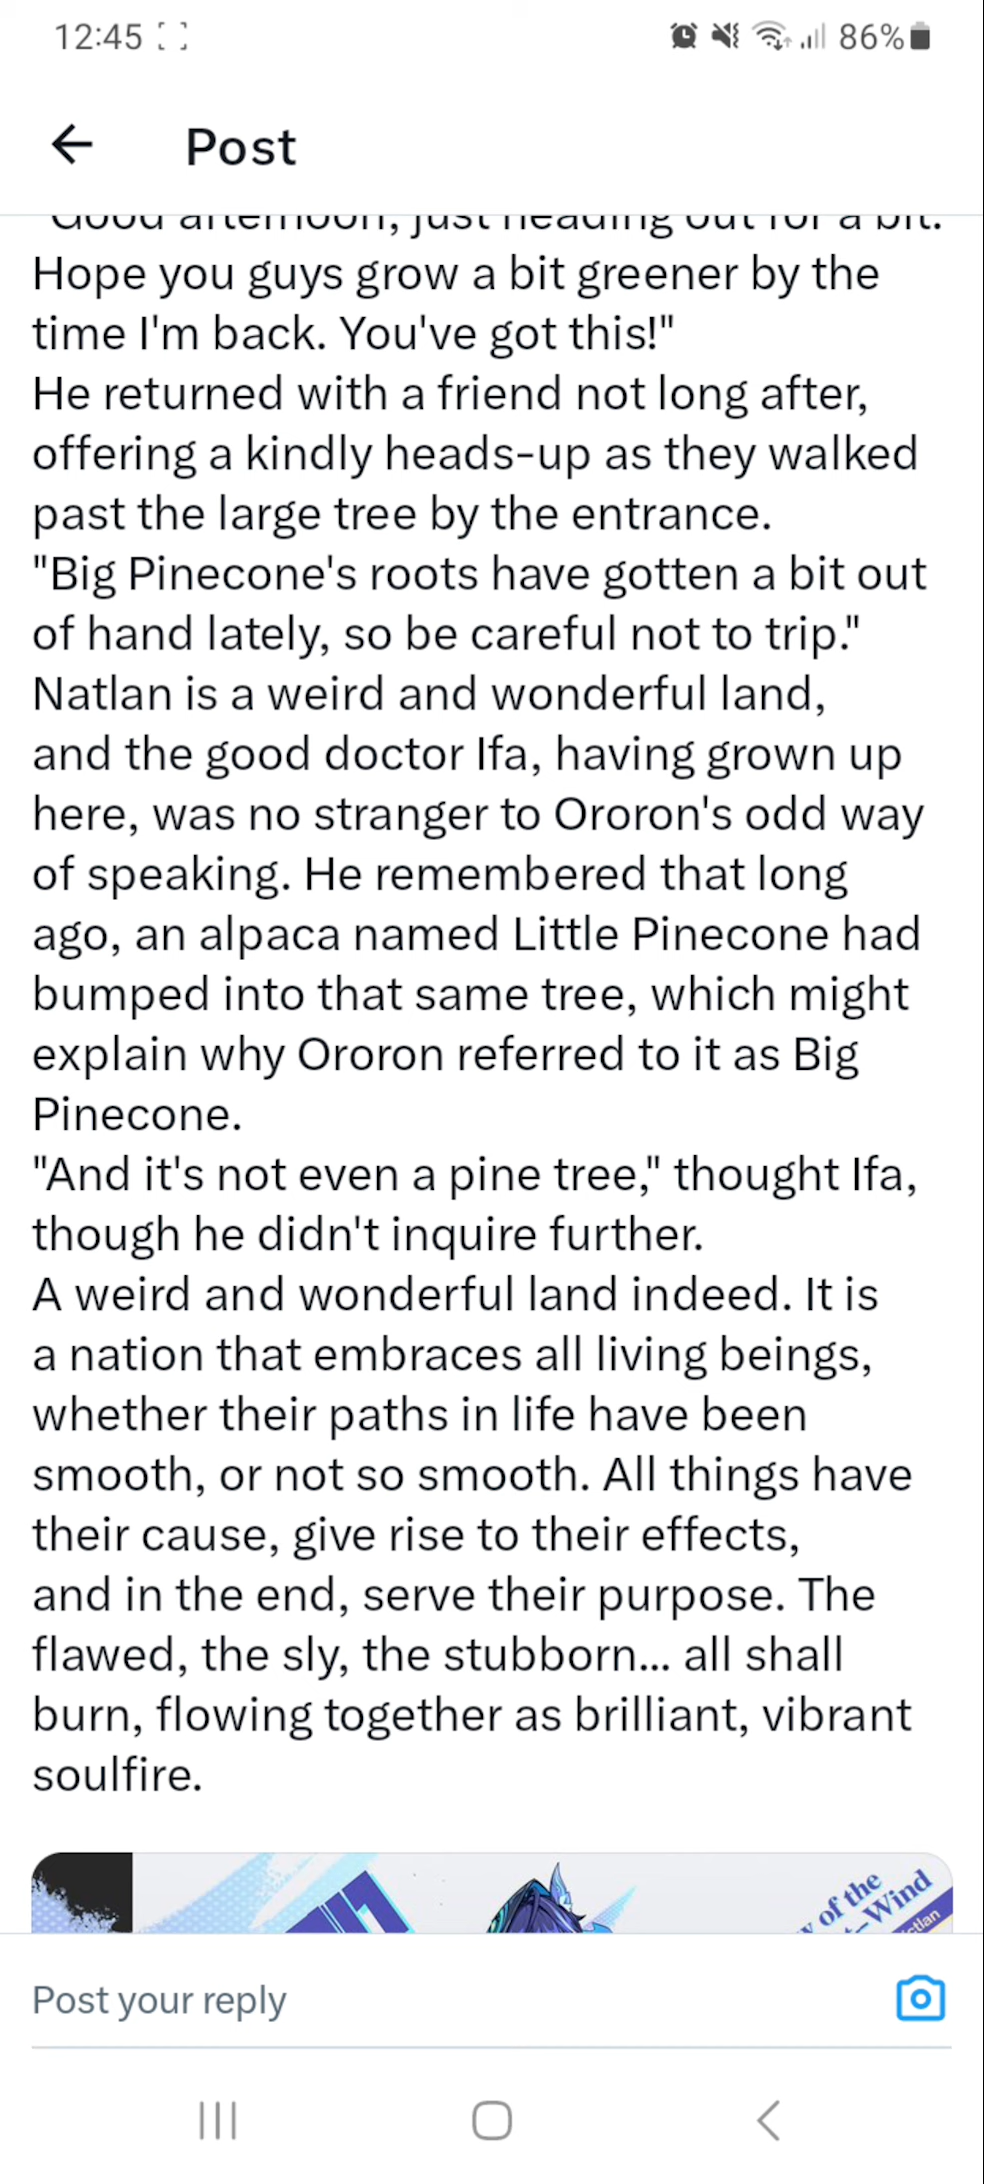 12:45
86%
Post
"Good afternoon, just heading out for a bit.
Hope you guys grow a bit greener by the
time I'm back. You've got this!"
He returned with a friend not long after,
offering a kindly heads-up as they walked
past the large tree by the entrance.
"Big Pinecone's roots have gotten a bit out
of hand lately, so be careful not to trip."
Natlan is a weird and wonderful land,
and the good doctor Ifa, having grown up
here, was no stranger to Ororon's odd way
of speaking. He remembered that long
ago, an alpaca named Little Pinecone had
bumped into that same tree, which might
explain why Ororon referred to it as Big
Pinecone.
"And it's not even a pine tree," thought Ifa,
though he didn't inquire further.
A weird and wonderful land indeed. It is
a nation that embraces all living beings,
whether their paths in life have been
smooth, or not so smooth. All things have
their cause, give rise to their effects,
and in the end, serve their purpose. The
flawed, the sly, the stubborn... all shall
burn, flowing together as brilliant, vibrant
soulfire.
of the
Wind
Post your reply